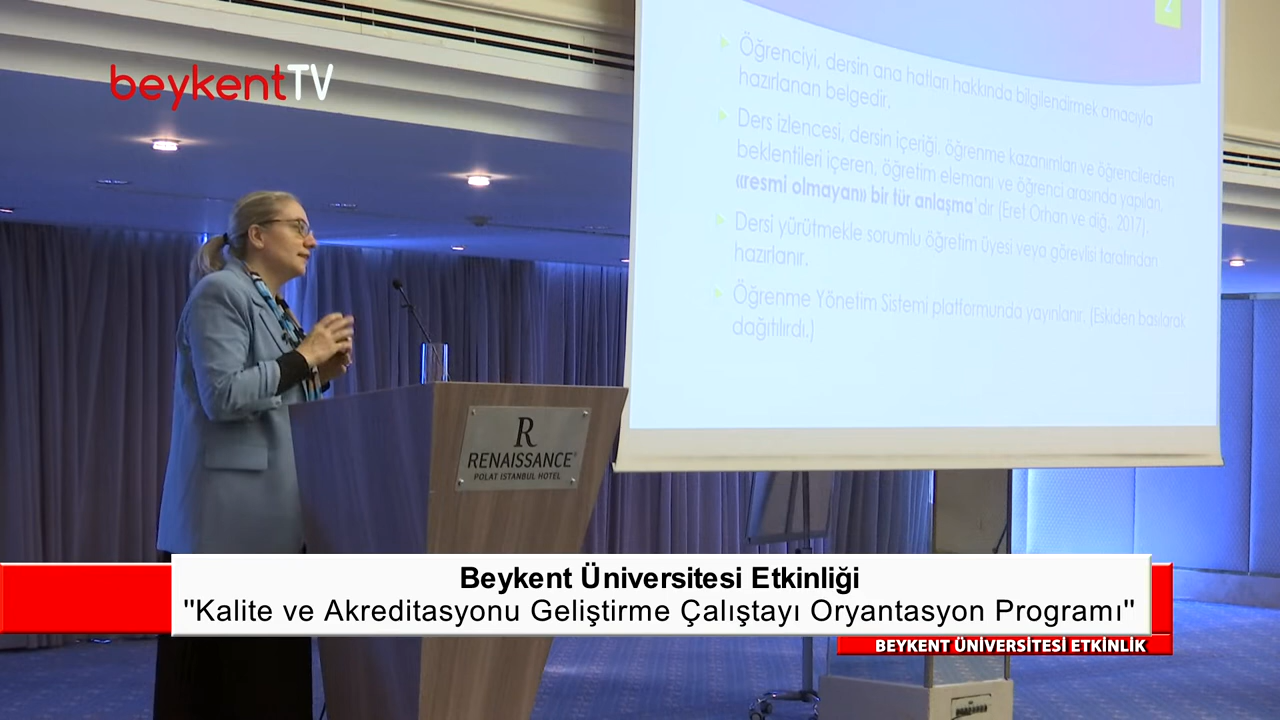 beykentTV
2
Öğrenciyi, dersin ana hatları hakkında bilgilendirmek amacıyla
hazırlanan belgedir.
Ders izlencesi, dersin içeriği, öğrenme kazanımları ve öğrencilerden
beklentileri içeren, öğretim elemanı ve öğrenci arasında yapılan,
«resmi olmayan» bir tür anlaşma'dır (Eret Orhan ve diğ., 2017).
Dersi yürütmekle sorumlu öğretim üyesi veya görevlisi tarafından
hazırlanır.
Öğrenme Yönetim Sistemi platformunda yayınlanır. (Eskiden basılarak
dağıtılırdı.)
R
RENAISSANCE®
POLAT ISTANBUL HOTEL
Beykent Üniversitesi Etkinliği
"Kalite ve Akreditasyonu Geliştirme Çalıştayı Oryantasyon Programı"
BEYKENT ÜNİVERSİTESİ ETKİNLİK